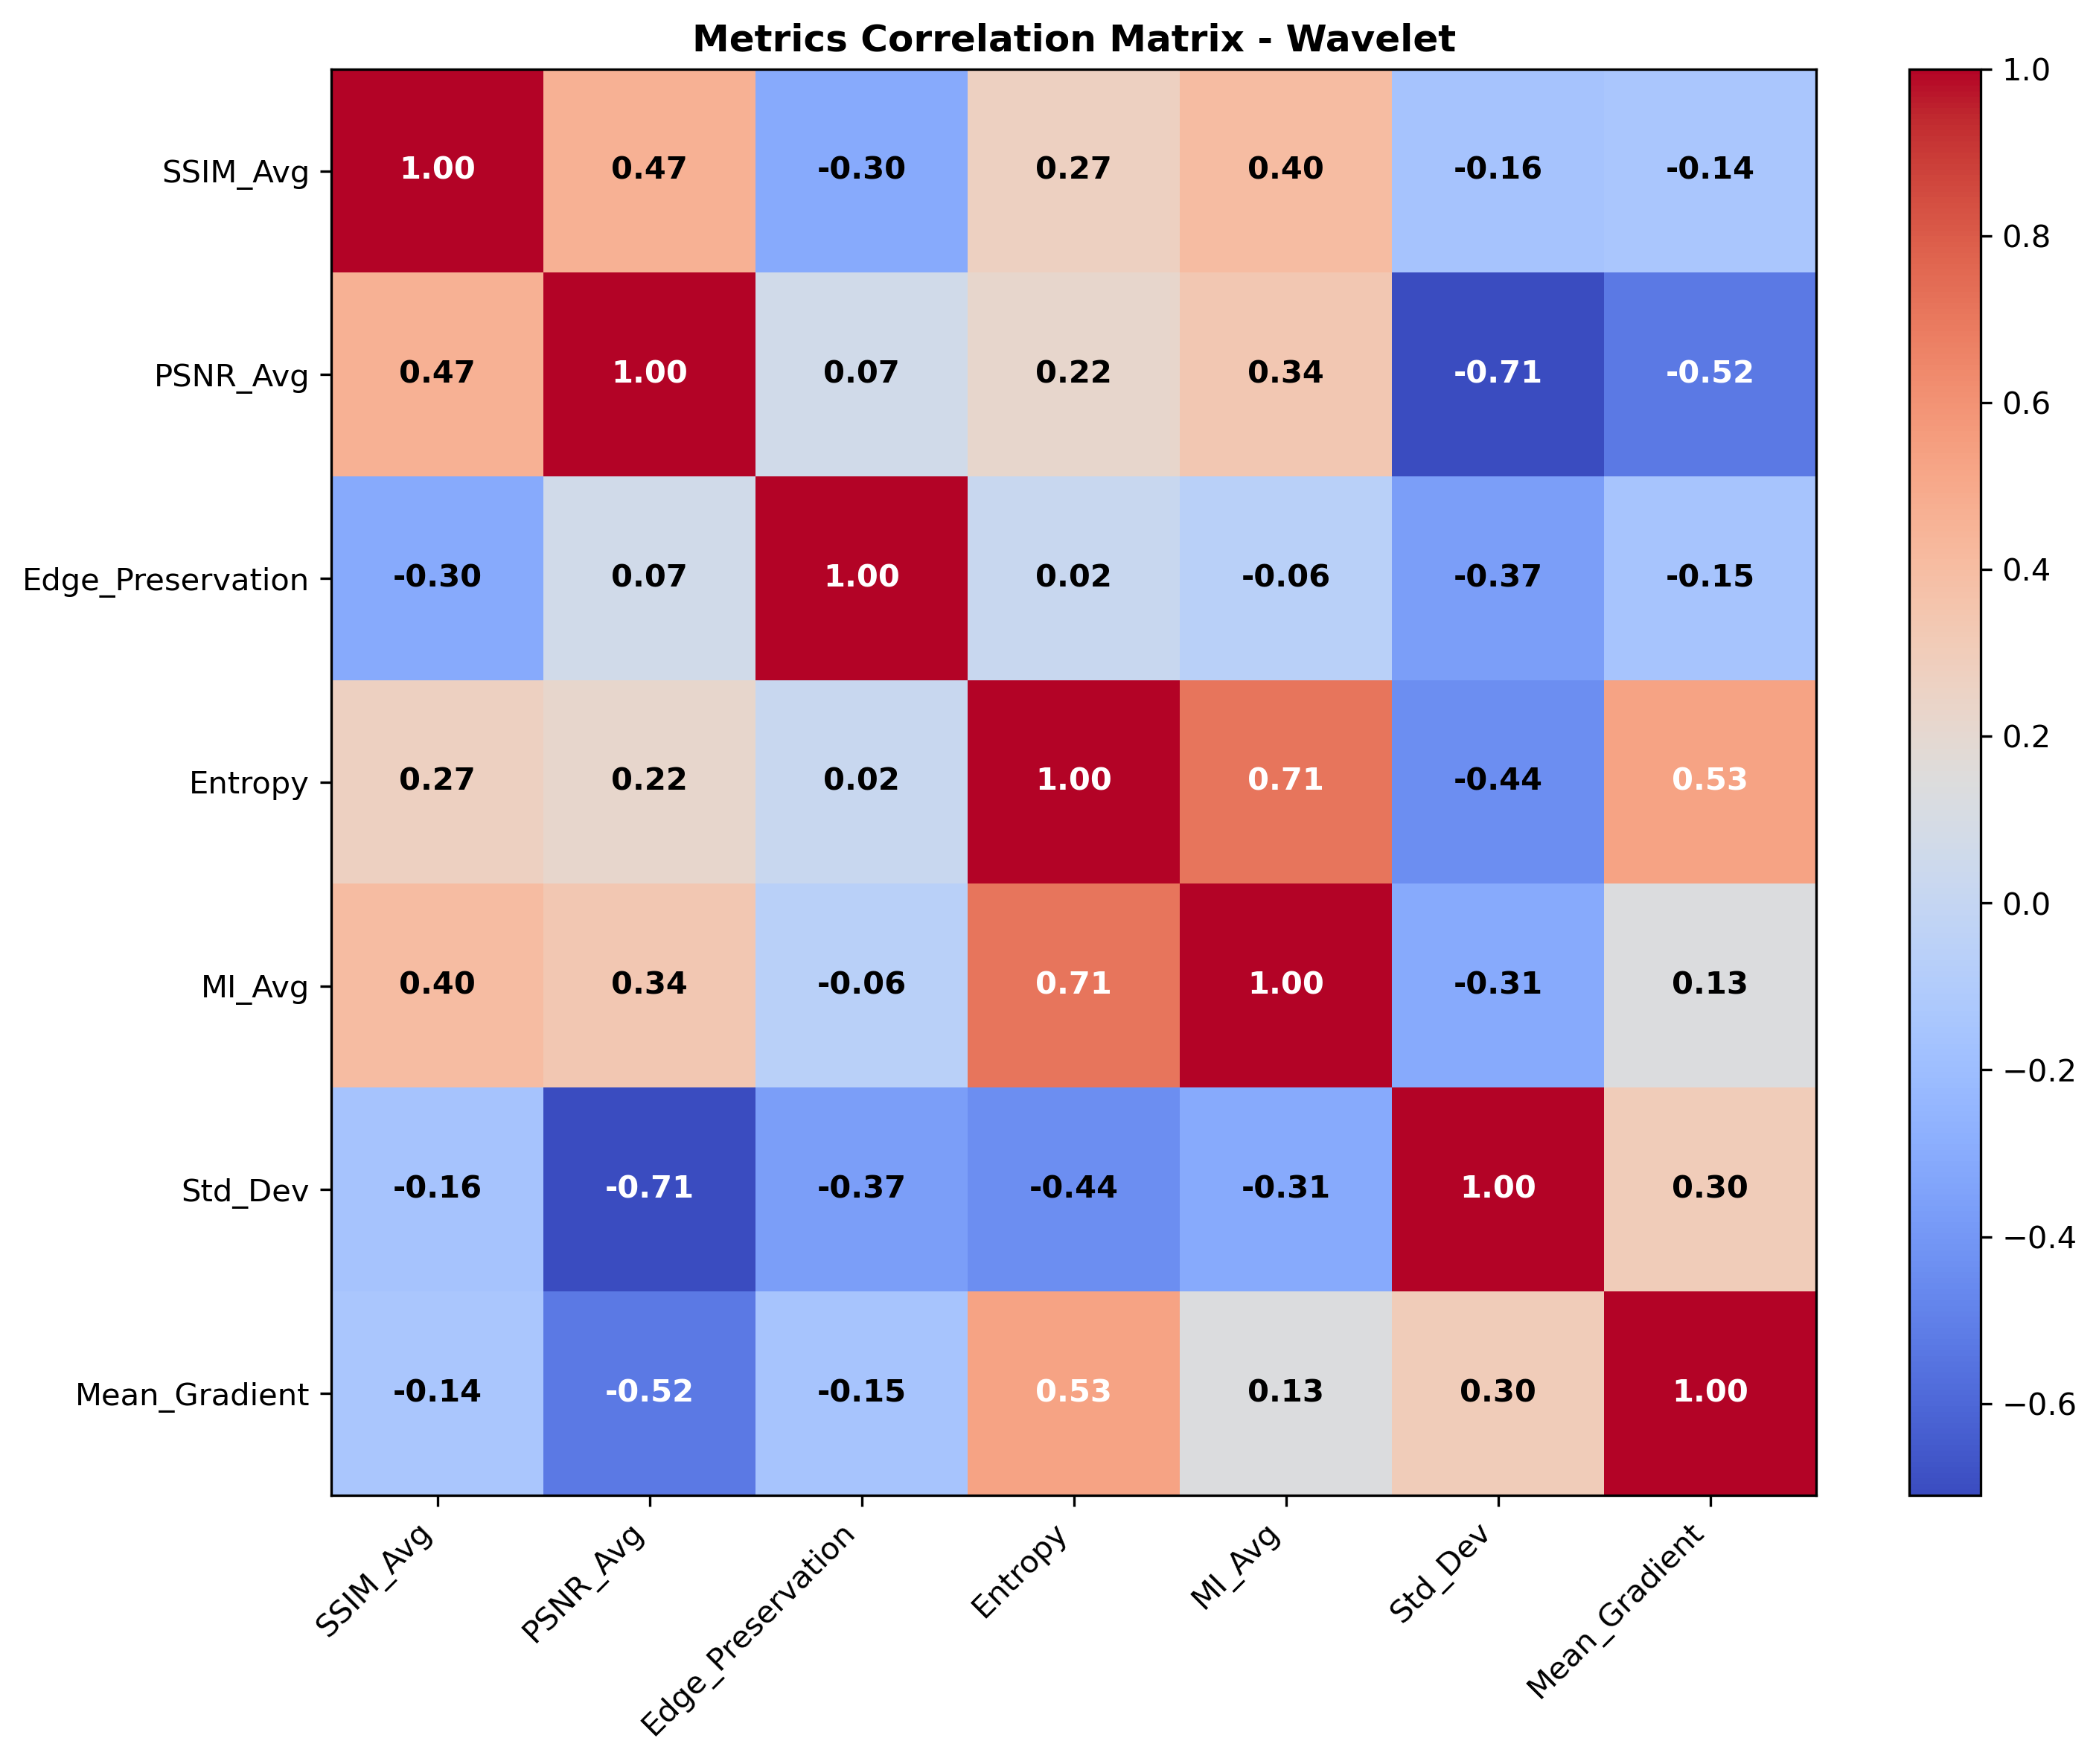 Metrics Correlation Matrix - Wavelet
SSIM_Avg 1.00 0.47 -0.30 0.27 0.40 -0.16 -0.14
PSNR_Avg 0.47 1.00 0.07 0.22 0.34 -0.71 -0.52
Edge_Preservation -0.30 0.07 1.00 0.02 -0.06 -0.37 -0.15
Entropy 0.27 0.22 0.02 1.00 0.71 -0.44 0.53
MI_Avg 0.40 0.34 -0.06 0.71 1.00 -0.31 0.13
Std_Dev -0.16 -0.71 -0.37 -0.44 -0.31 1.00 0.30
Mean_Gradient -0.14 -0.52 -0.15 0.53 0.13 0.30 1.00
SSIM_Avg PSNR_Avg Edge_Preservation Entropy MI_Avg Std_Dev Mean_Gradient
1.0
0.8
0.6
0.4
0.2
0.0
−0.2
−0.4
−0.6